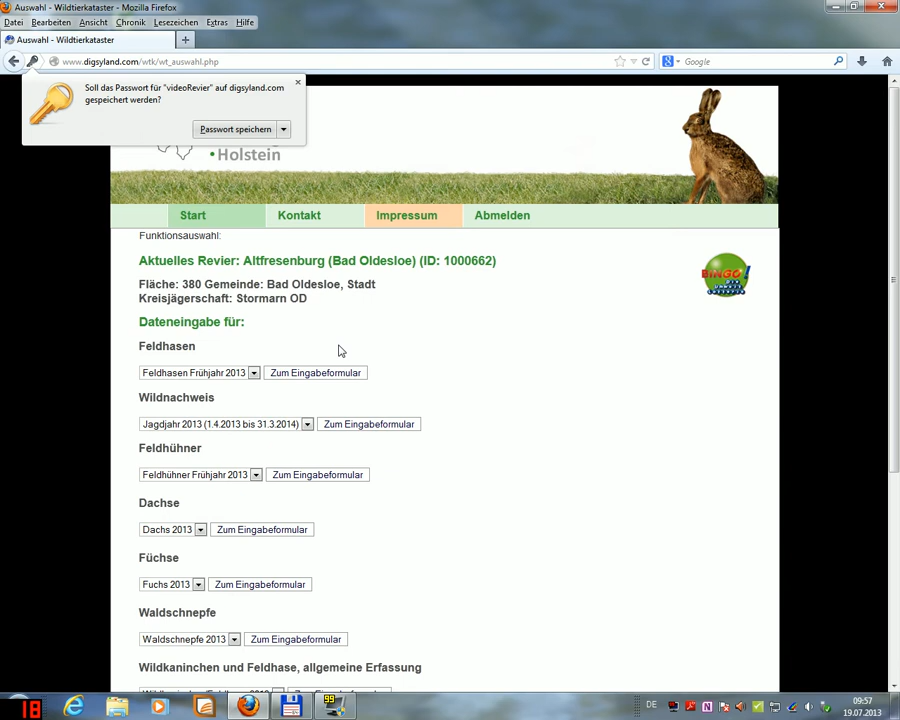 Auswahl - Wildtierkataster - Mozilla Firefox
Datei Bearbeiten Ansicht Chronik Lesezeichen Extras Hilfe
Auswahl - Wildtierkataster
www.digsyland.com/wtk/wt_auswahl.php
Google
Soll das Passwort für "videoRevier" auf digsyland.com
gespeichert werden?
Passwort speichern
Holstein
Start Kontakt Impressum Abmelden
Funktionsauswahl:
Aktuelles Revier: Altfresenburg (Bad Oldesloe) (ID: 1000662)
BINGO!
Fläche: 380 Gemeinde: Bad Oldesloe, Stadt
Kreisjägerschaft: Stormarn OD
Dateneingabe für:
Feldhasen
Feldhasen Frühjahr 2013 Zum Eingabeformular
Wildnachweis
Jagdjahr 2013 (1.4.2013 bis 31.3.2014) Zum Eingabeformular
Feldhühner
Feldhühner Frühjahr 2013 Zum Eingabeformular
Dachse
Dachs 2013 Zum Eingabeformular
Füchse
Fuchs 2013 Zum Eingabeformular
Waldschnepfe
Waldschnepfe 2013 Zum Eingabeformular
Wildkaninchen und Feldhase, allgemeine Erfassung
18
99
DE
09:57
19.07.2013